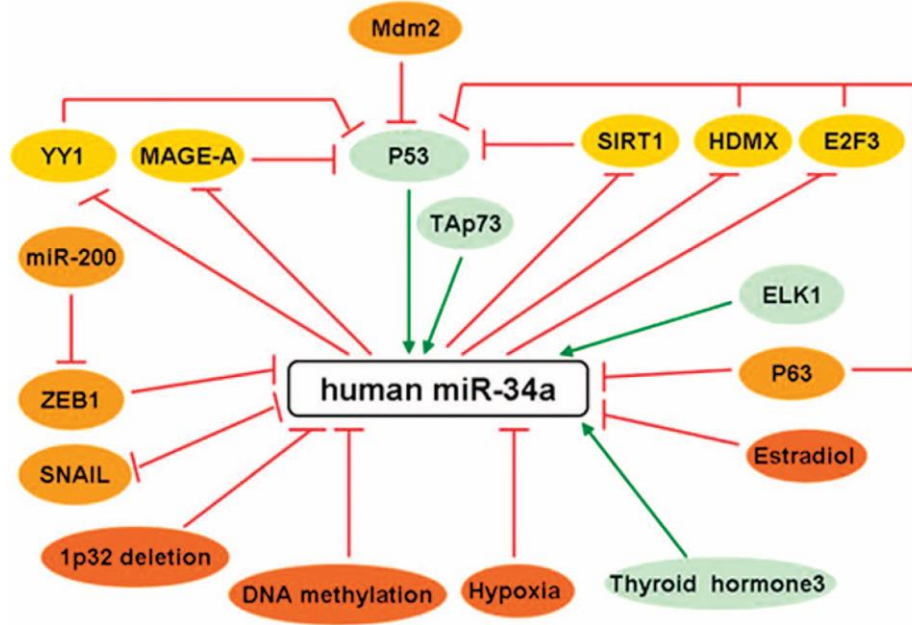 Mdm2
YY1
MAGE-A
P53
SIRT1
HDMX
E2F3
TAp73
miR-200
ELK1
human miR-34a
ZEB1
P63
SNAIL
Estradiol
1p32 deletion
DNA methylation
Hypoxia
Thyroid hormone3